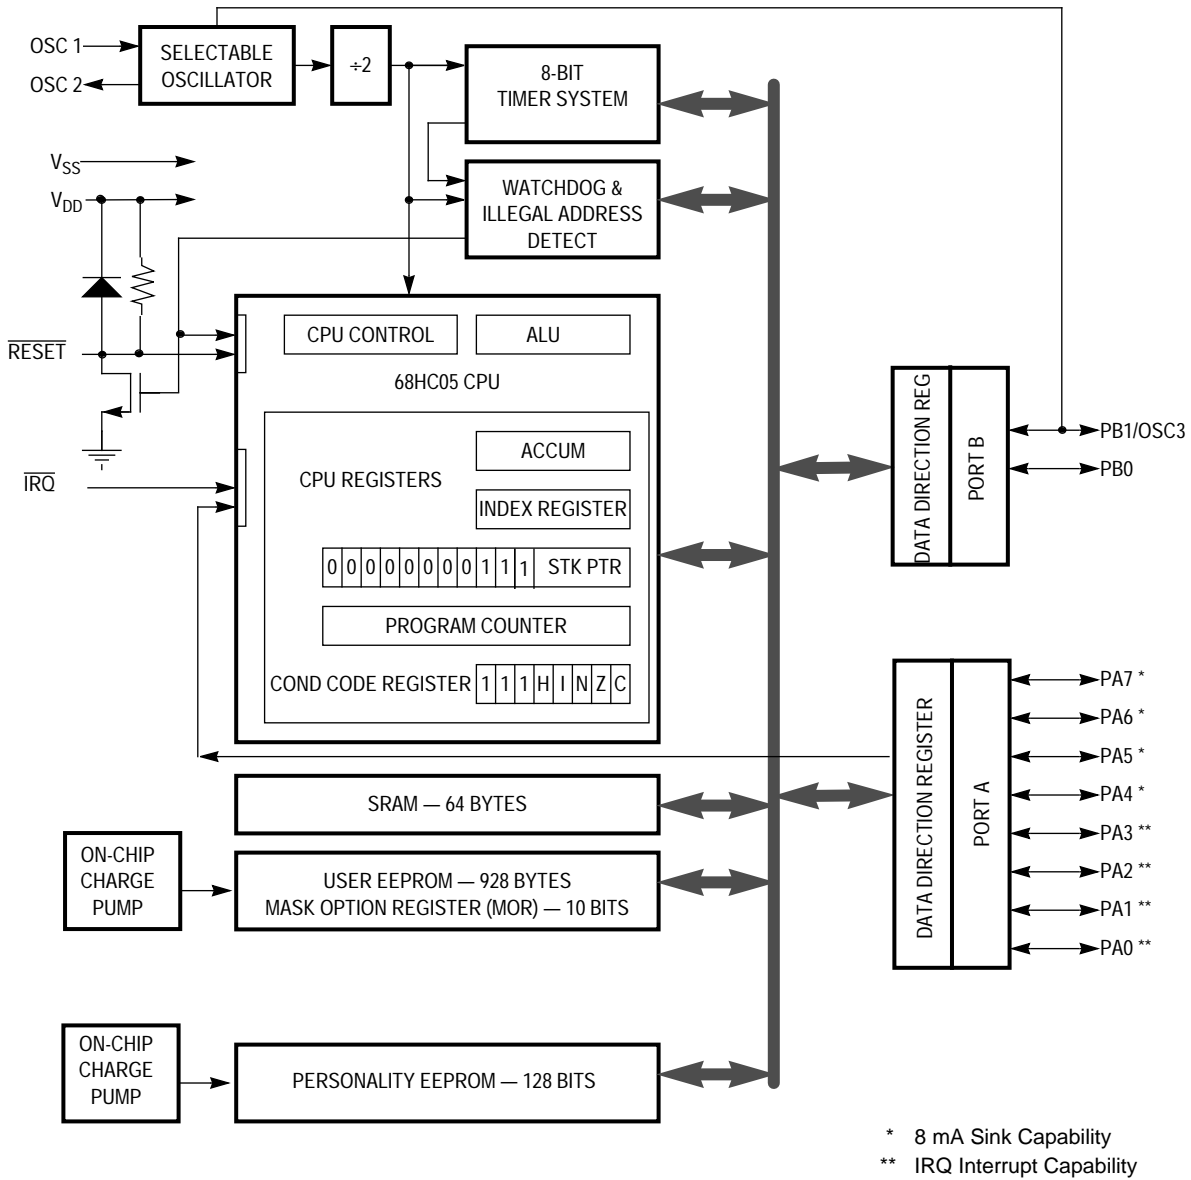 OSC 1
OSC 2
SELECTABLE
OSCILLATOR
÷2
8-BIT
TIMER SYSTEM
VSS
VDD
WATCHDOG &
ILLEGAL ADDRESS
DETECT
RESET
IRQ
CPU CONTROL
ALU
68HC05 CPU
CPU REGISTERS
ACCUM
INDEX REGISTER
0 0 0 0 0 0 0 0 1 1 1 STK PTR
PROGRAM COUNTER
COND CODE REGISTER 1 1 1 H I N Z C
DATA DIRECTION REG
PORT B
PB1/OSC3
PB0
DATA DIRECTION REGISTER
PORT A
PA7 *
PA6 *
PA5 *
PA4 *
PA3 **
PA2 **
PA1 **
PA0 **
SRAM — 64 BYTES
ON-CHIP
CHARGE
PUMP
USER EEPROM — 928 BYTES
MASK OPTION REGISTER (MOR) — 10 BITS
ON-CHIP
CHARGE
PUMP
PERSONALITY EEPROM — 128 BITS
* 8 mA Sink Capability
** IRQ Interrupt Capability